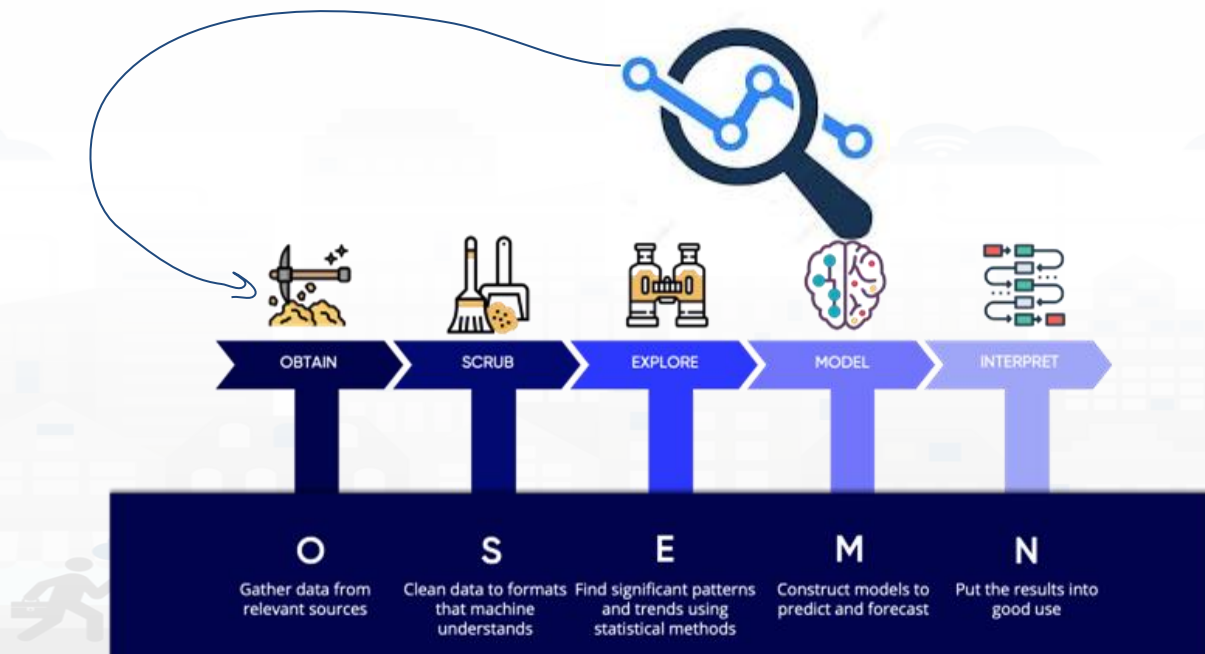 OBTAIN
SCRUB
EXPLORE
MODEL
INTERPRET
O
Gather data from
relevant sources
S
Clean data to formats
that machine
understands
E
Find significant patterns
and trends using
statistical methods
M
Construct models to
predict and forecast
N
Put the results into
good use